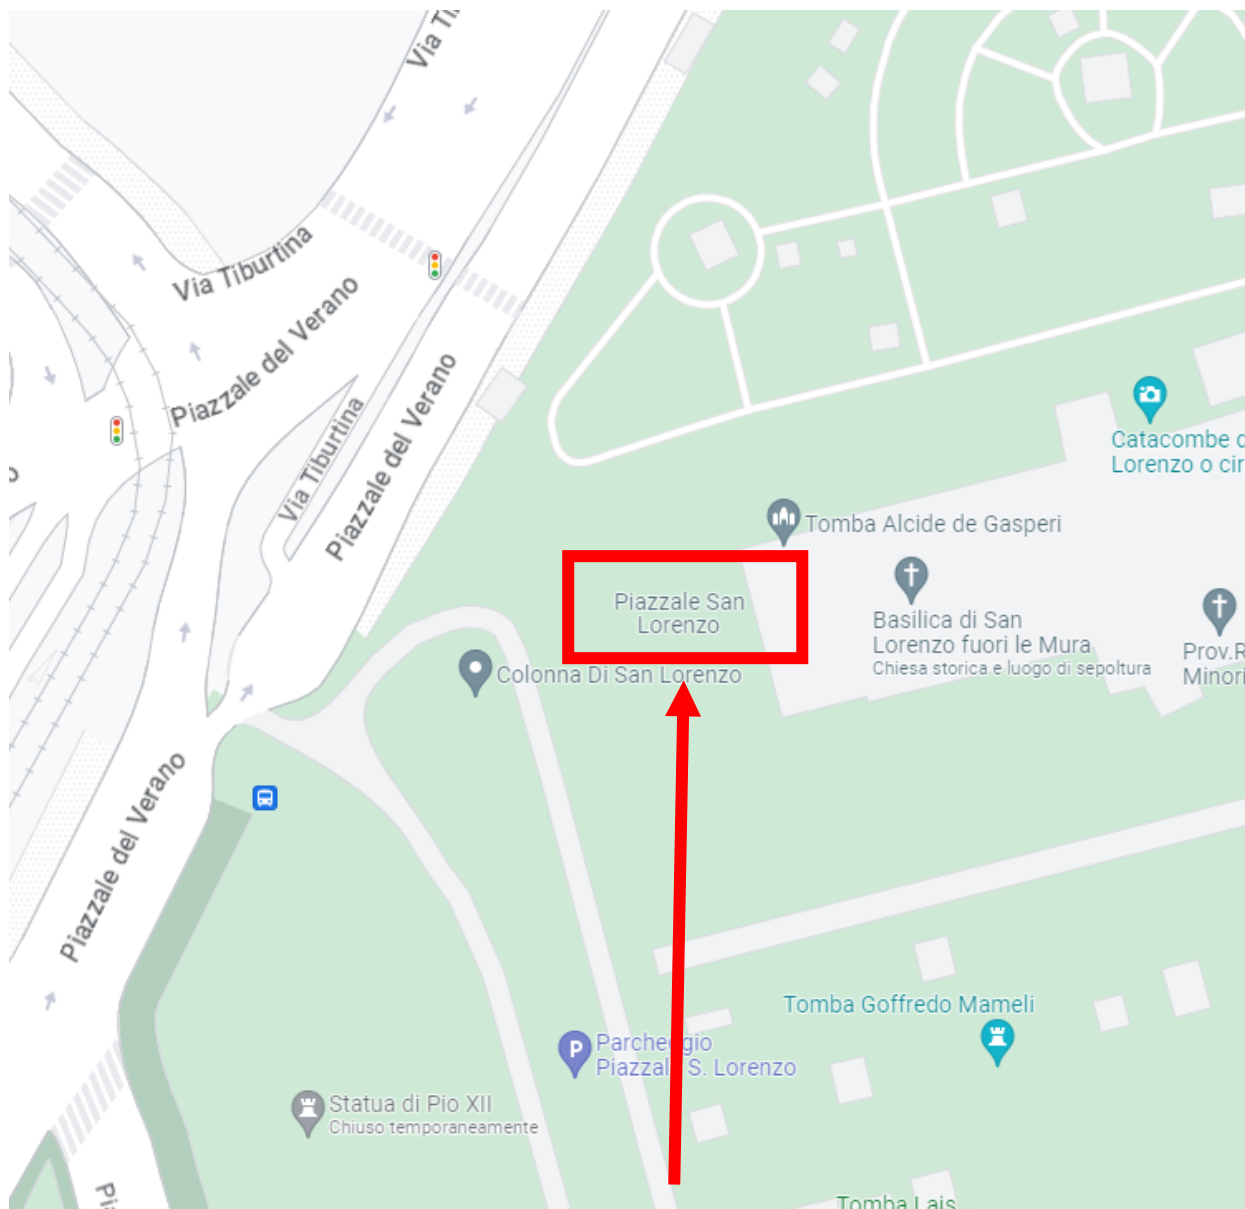 Via Ti
Via Tiburtina
Piazzale del Verano
Via Tiburtina
Piazzale del Verano
Catacombe d
Lorenzo o cir
Tomba Alcide de Gasperi
Piazzale San
Lorenzo
Basilica di San
Lorenzo fuori le Mura
Chiesa storica e luogo di sepoltura
Prov.R
Minori
Colonna Di San Lorenzo
Piazzale del Verano
Tomba Goffredo Mameli
P
Parcheggio
Piazzale S. Lorenzo
Statua di Pio XII
Chiuso temporaneamente
Pia
Tomba Lais